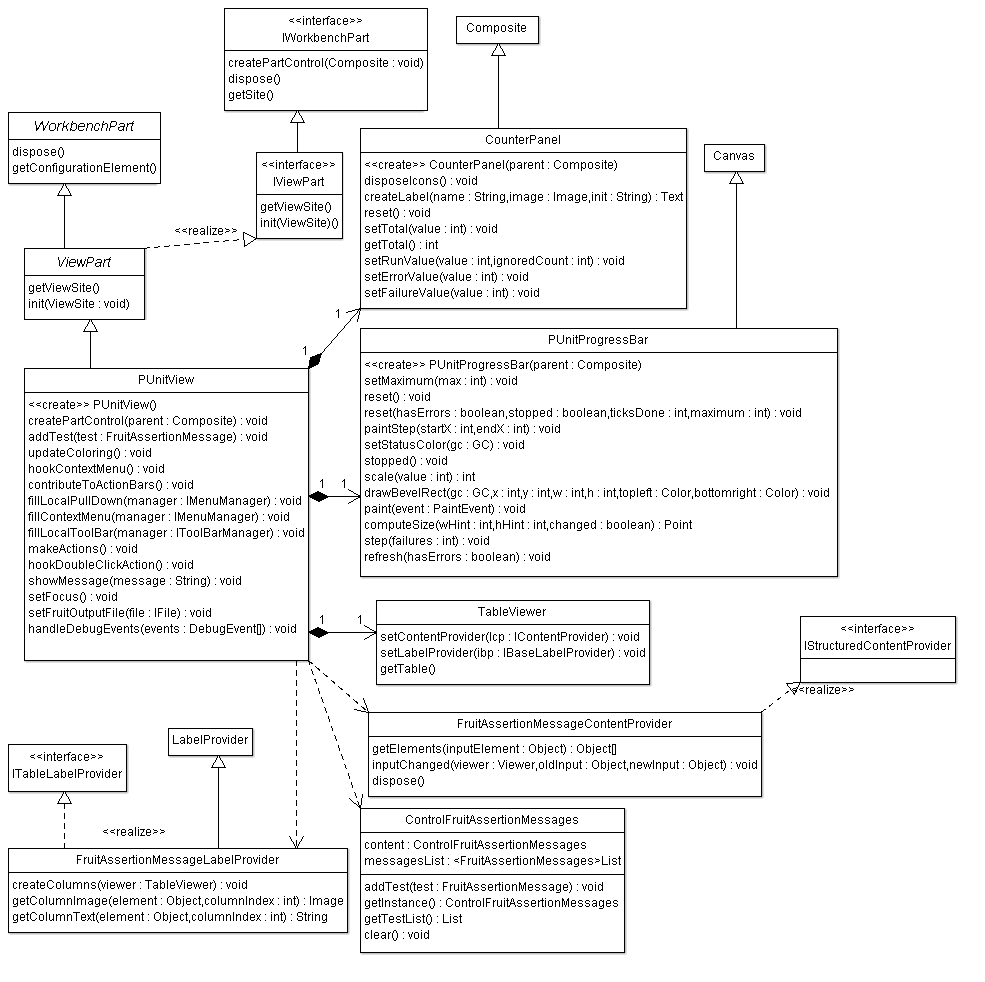 <<interface>>
IWorkbenchPart
createPartControl(Composite : void)
dispose()
getSite()
Composite
WorkbenchPart
dispose()
getConfigurationElement()
<<interface>>
IViewPart
getViewSite()
init(ViewSite)()
CounterPanel
<<create>> CounterPanel(parent : Composite)
disposeIcons() : void
createLabel(name : String,image : Image,init : String) : Text
reset() : void
setTotal(value : int) : void
getTotal() : int
setRunValue(value : int,ignoredCount : int) : void
setErrorValue(value : int) : void
setFailureValue(value : int) : void
Canvas
<<realize>>
ViewPart
getViewSite()
init(ViewSite : void)
1
1
PUnitProgressBar
<<create>> PUnitProgressBar(parent : Composite)
setMaximum(max : int) : void
reset() : void
reset(hasErrors : boolean,stopped : boolean,ticksDone : int,maximum : int) : void
paintStep(startX : int,endX : int) : void
setStatusColor(gc : GC) : void
stopped() : void
scale(value : int) : int
drawBevelRect(gc : GC,x : int,y : int,w : int,h : int,topleft : Color,bottomright : Color) : void
paint(event : PaintEvent) : void
computeSize(wHint : int,hHint : int,changed : boolean) : Point
step(failures : int) : void
refresh(hasErrors : boolean) : void
PUnitView
<<create>> PUnitView()
createPartControl(parent : Composite) : void
addTest(test : FruitAssertionMessage) : void
updateColoring() : void
hookContextMenu() : void
contributeToActionBars() : void
fillLocalPullDown(manager : IMenuManager) : void
fillContextMenu(manager : IMenuManager) : void
fillLocalToolBar(manager : IToolBarManager) : void
makeActions() : void
hookDoubleClickAction() : void
showMessage(message : String) : void
setFocus() : void
setFruitOutputFile(file : IFile) : void
handleDebugEvents(events : DebugEvent[]) : void
1 1
1 1
TableViewer
setContentProvider(lcp : IContentProvider) : void
setLabelProvider(ibp : IBaseLabelProvider) : void
getTable()
<<interface>>
IStructuredContentProvider
<<realize>>
FruitAssertionMessageContentProvider
getElements(inputElement : Object) : Object[]
inputChanged(viewer : Viewer,oldInput : Object,newInput : Object) : void
dispose()
<<interface>>
ITableLabelProvider
LabelProvider
<<realize>>
FruitAssertionMessageLabelProvider
createColumns(viewer : TableViewer) : void
getColumnImage(element : Object,columnIndex : int) : Image
getColumnText(element : Object,columnIndex : int) : String
ControlFruitAssertionMessages
content : ControlFruitAssertionMessages
messagesList : <FruitAssertionMessages>List
addTest(test : FruitAssertionMessage) : void
getInstance() : ControlFruitAssertionMessages
getTestList() : List
clear() : void